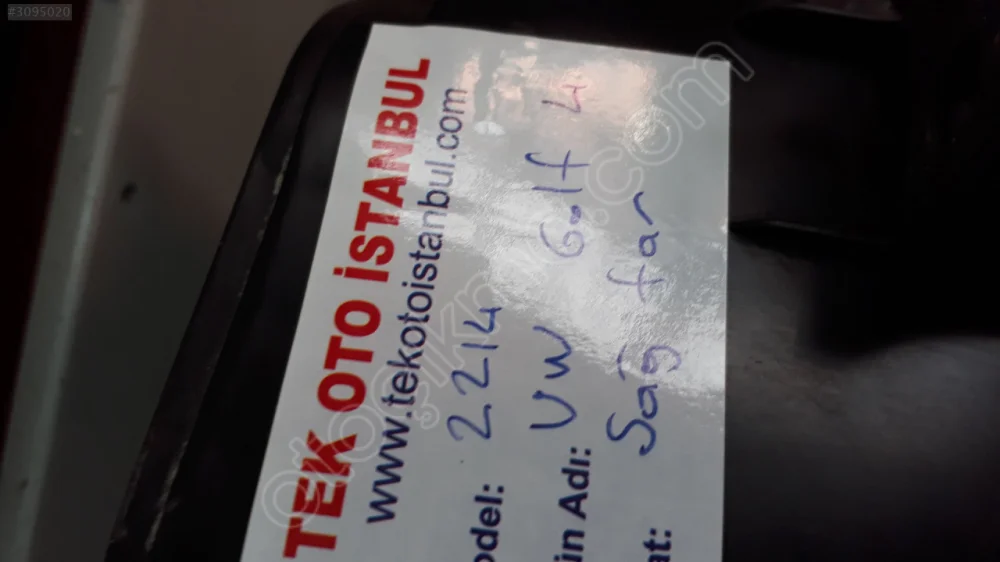 #3095020
TEK OTO İSTANBUL
www.tekotoistanbul.com
odel: 2214
in Adı: VW Golf 4
at: Sağ far